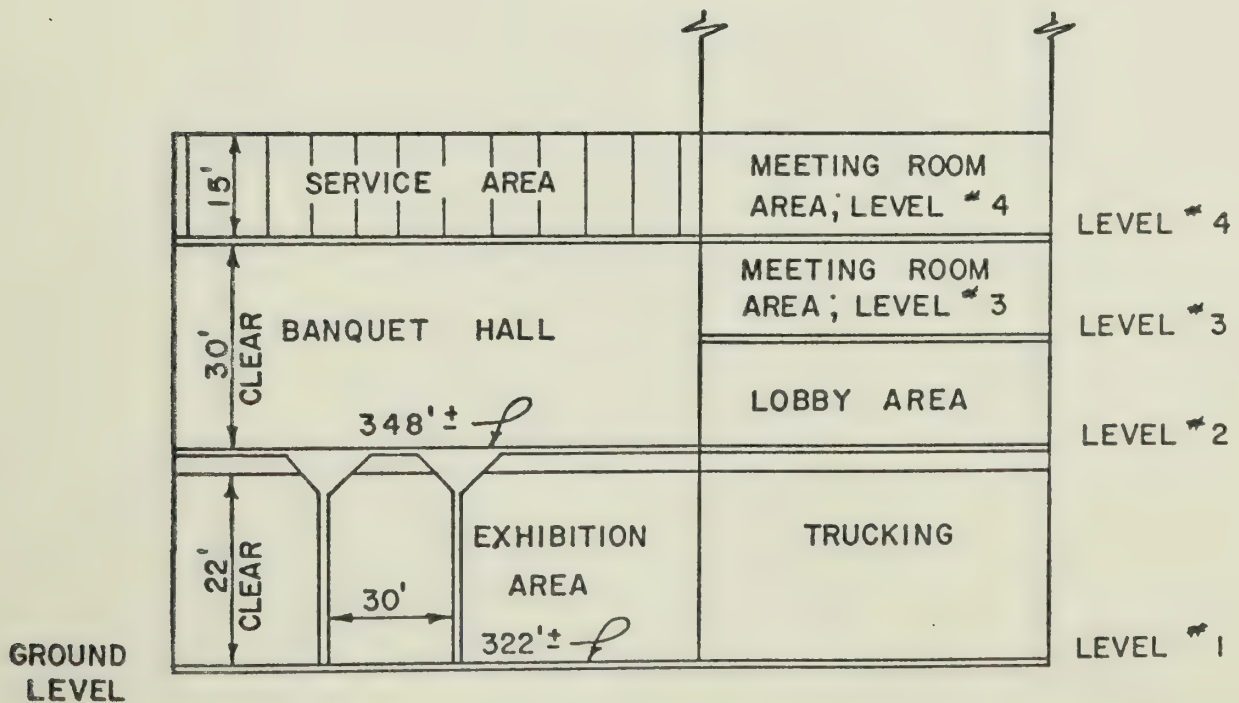 15'
SERVICE AREA
MEETING ROOM
AREA; LEVEL # 4
LEVEL # 4
30'
CLEAR
BANQUET HALL
348' ±
MEETING ROOM
AREA; LEVEL # 3
LEVEL # 3
LOBBY AREA
LEVEL # 2
22'
CLEAR
30'
EXHIBITION
AREA
322' ±
TRUCKING
LEVEL # 1
GROUND
LEVEL